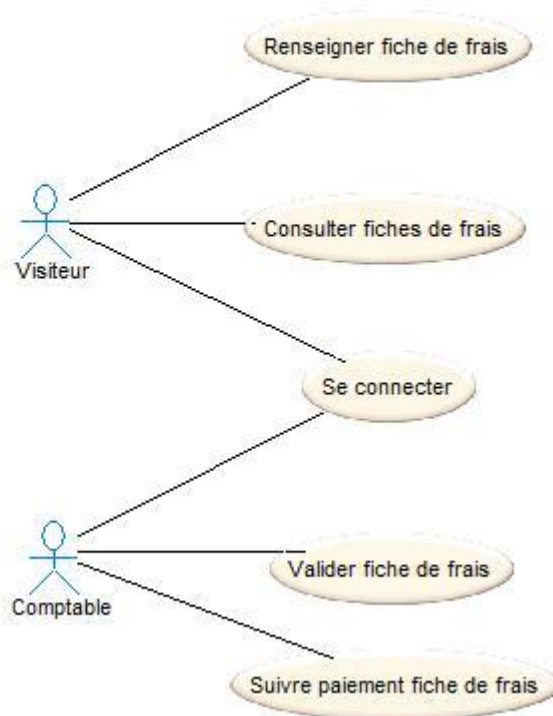 Renseigner fiche de frais
Consulter fiches de frais
Visiteur
Se connecter
Valider fiche de frais
Comptable
Suivre paiement fiche de frais